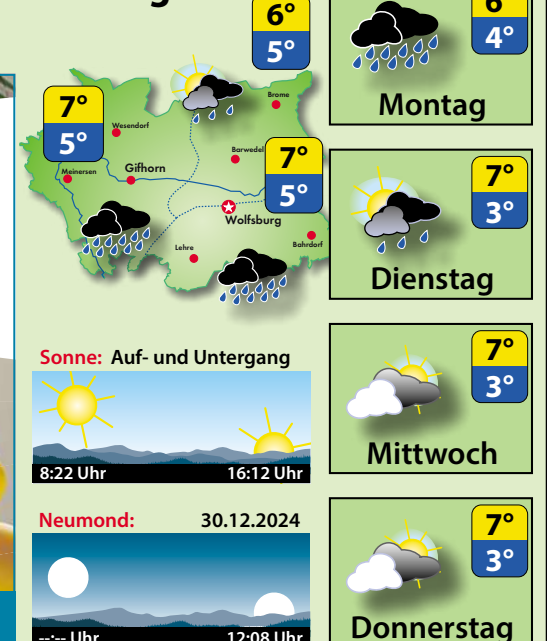 6°
5°
7°
5°
Brome
Wesendorf
Barwedel
7°
5°
Meinersen
Gifhorn
Wolfsburg
Lehre
Bahrdorf
Sonne: Auf- und Untergang
8:22 Uhr 16:12 Uhr
Neumond: 30.12.2024
--:-- Uhr 12:08 Uhr
6°
4°
Montag
7°
3°
Dienstag
7°
3°
Mittwoch
7°
3°
Donnerstag